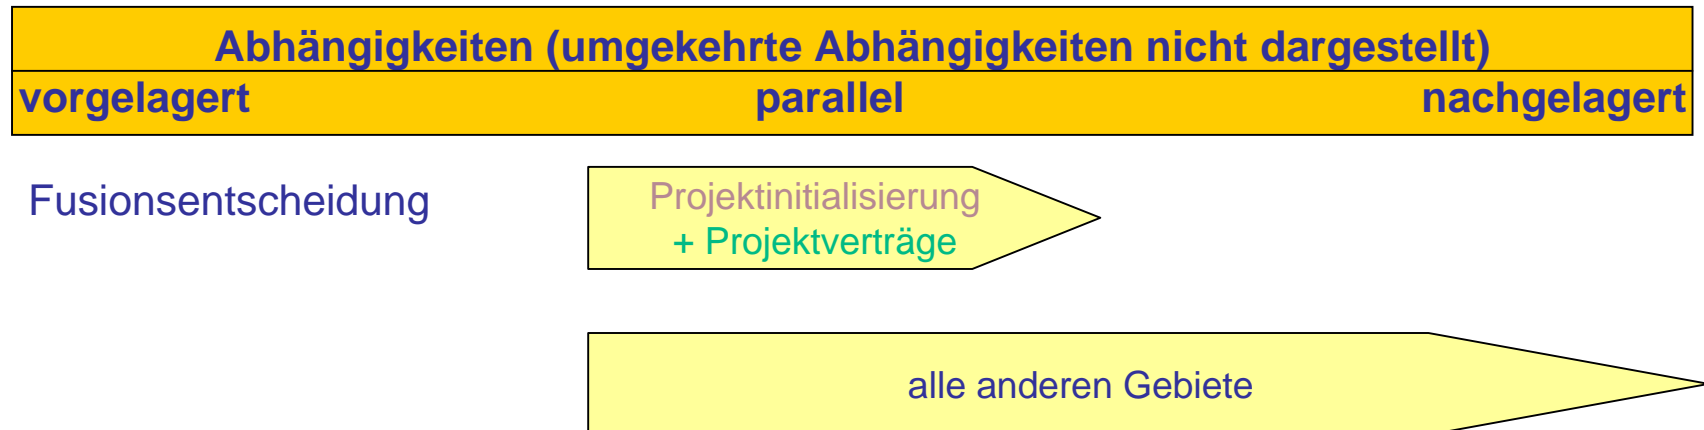 Abhängigkeiten (umgekehrte Abhängigkeiten nicht dargestellt)
vorgelagert parallel nachgelagert
Fusionsentscheidung
Projektinitialisierung
+ Projektverträge
alle anderen Gebiete